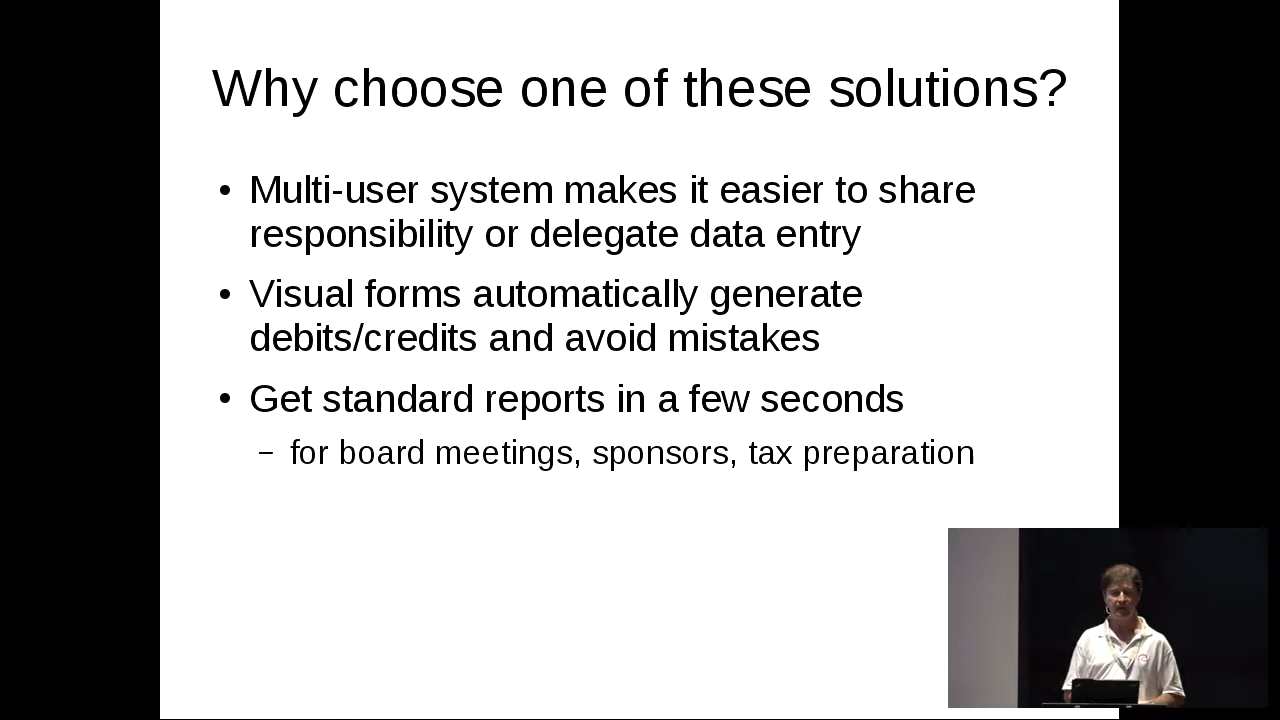 Why choose one of these solutions?
• Multi-user system makes it easier to share
responsibility or delegate data entry
• Visual forms automatically generate
debits/credits and avoid mistakes
• Get standard reports in a few seconds
– for board meetings, sponsors, tax preparation